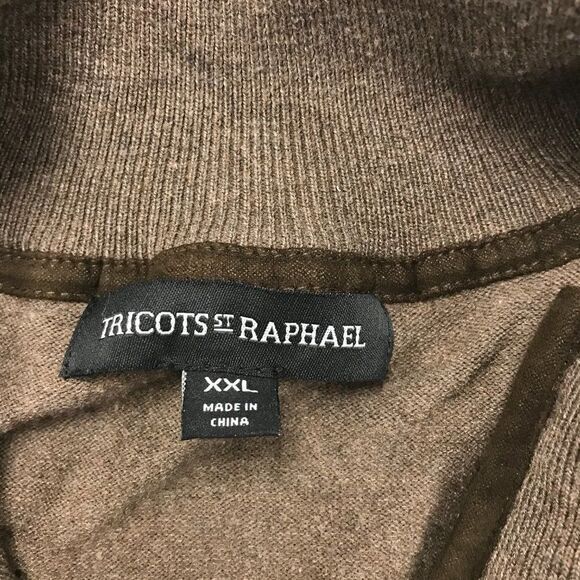 TRICOTS ST RAPHAEL
XXL
MADE IN
CHINA